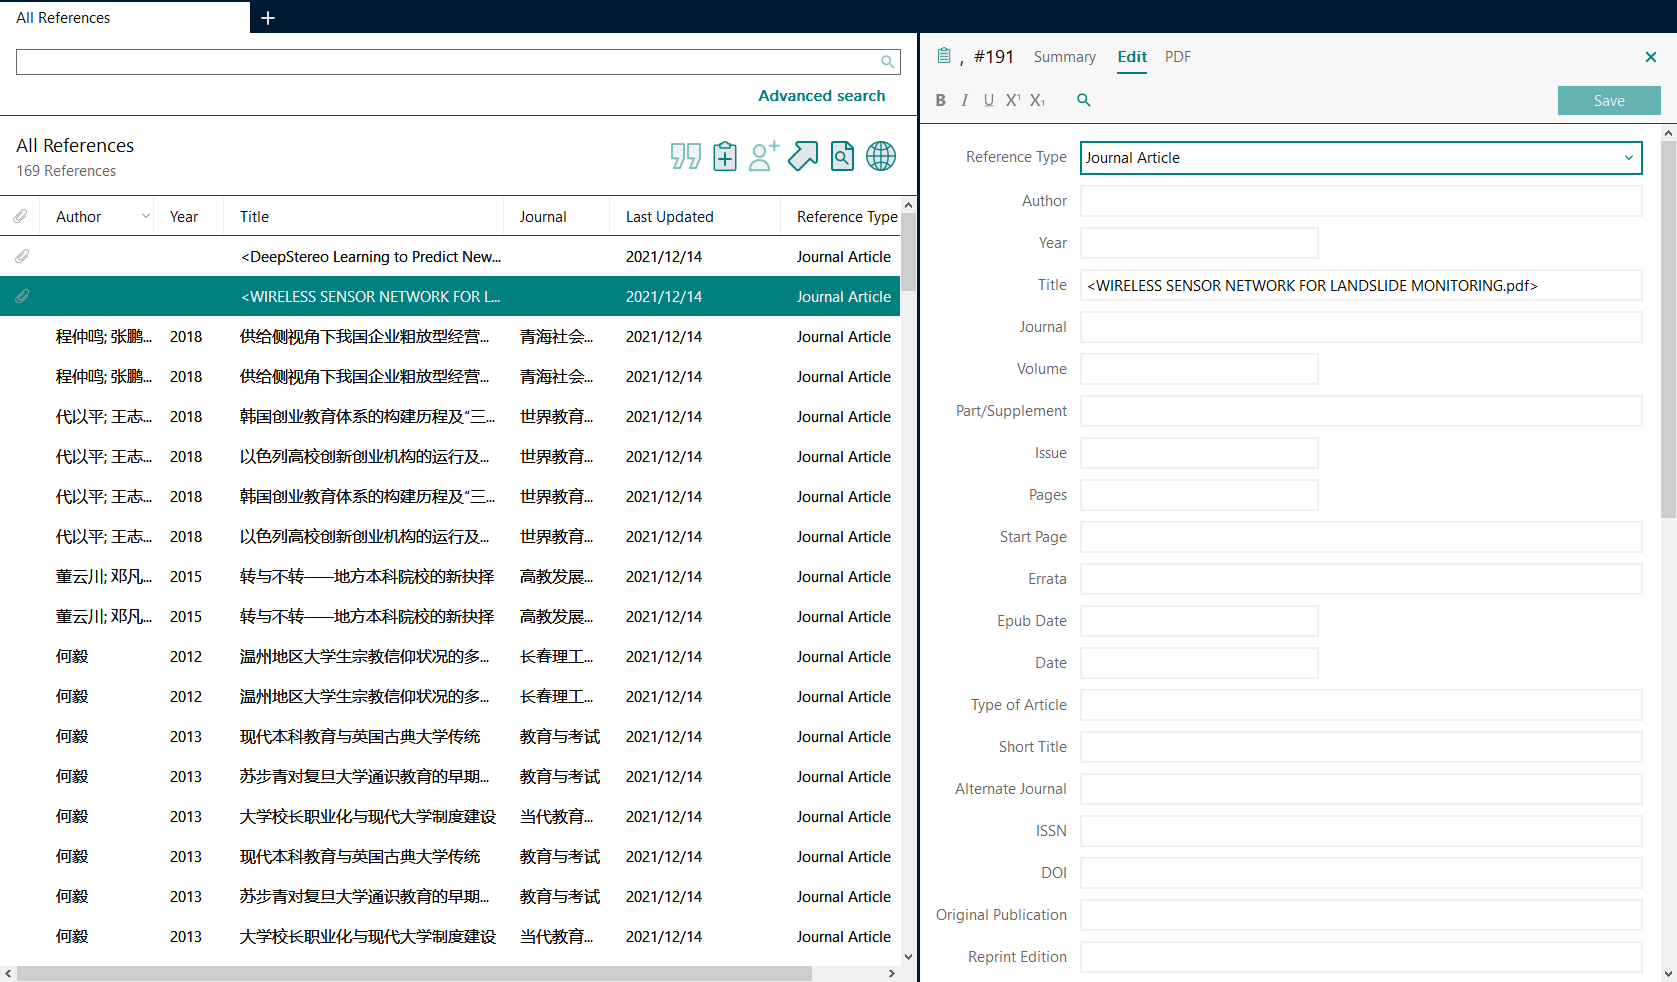 All References
+
Advanced search
All References
169 References
Author Year Title Journal Last Updated Reference Type
<DeepStereo Learning to Predict New... 2021/12/14 Journal Article
<WIRELESS SENSOR NETWORK FOR L... 2021/12/14 Journal Article
程仲鸣; 张鹏... 2018 供给侧视角下我国企业粗放型经营... 青海社会... 2021/12/14 Journal Article
程仲鸣; 张鹏... 2018 供给侧视角下我国企业粗放型经营... 青海社会... 2021/12/14 Journal Article
代以平; 王志... 2018 韩国创业教育体系的构建历程及“三... 世界教育... 2021/12/14 Journal Article
代以平; 王志... 2018 以色列高校创新创业机构的运行及... 世界教育... 2021/12/14 Journal Article
代以平; 王志... 2018 韩国创业教育体系的构建历程及“三... 世界教育... 2021/12/14 Journal Article
代以平; 王志... 2018 以色列高校创新创业机构的运行及... 世界教育... 2021/12/14 Journal Article
董云川; 邓凡... 2015 转与不转——地方本科院校的新抉择 高教发展... 2021/12/14 Journal Article
董云川; 邓凡... 2015 转与不转——地方本科院校的新抉择 高教发展... 2021/12/14 Journal Article
何毅 2012 温州地区大学生宗教信仰状况的多... 长春理工... 2021/12/14 Journal Article
何毅 2012 温州地区大学生宗教信仰状况的多... 长春理工... 2021/12/14 Journal Article
何毅 2013 现代本科教育与英国古典大学传统 教育与考试 2021/12/14 Journal Article
何毅 2013 苏步青对复旦大学通识教育的早期... 教育与考试 2021/12/14 Journal Article
何毅 2013 大学校长职业化与现代大学制度建设 当代教育... 2021/12/14 Journal Article
何毅 2013 现代本科教育与英国古典大学传统 教育与考试 2021/12/14 Journal Article
何毅 2013 苏步青对复旦大学通识教育的早期... 教育与考试 2021/12/14 Journal Article
何毅 2013 大学校长职业化与现代大学制度建设 当代教育... 2021/12/14 Journal Article
, #191 Summary Edit PDF
B I U X¹ X₁
Save
Reference Type Journal Article
Author
Year
Title <WIRELESS SENSOR NETWORK FOR LANDSLIDE MONITORING.pdf>
Journal
Volume
Part/Supplement
Issue
Pages
Start Page
Errata
Epub Date
Date
Type of Article
Short Title
Alternate Journal
ISSN
DOI
Original Publication
Reprint Edition